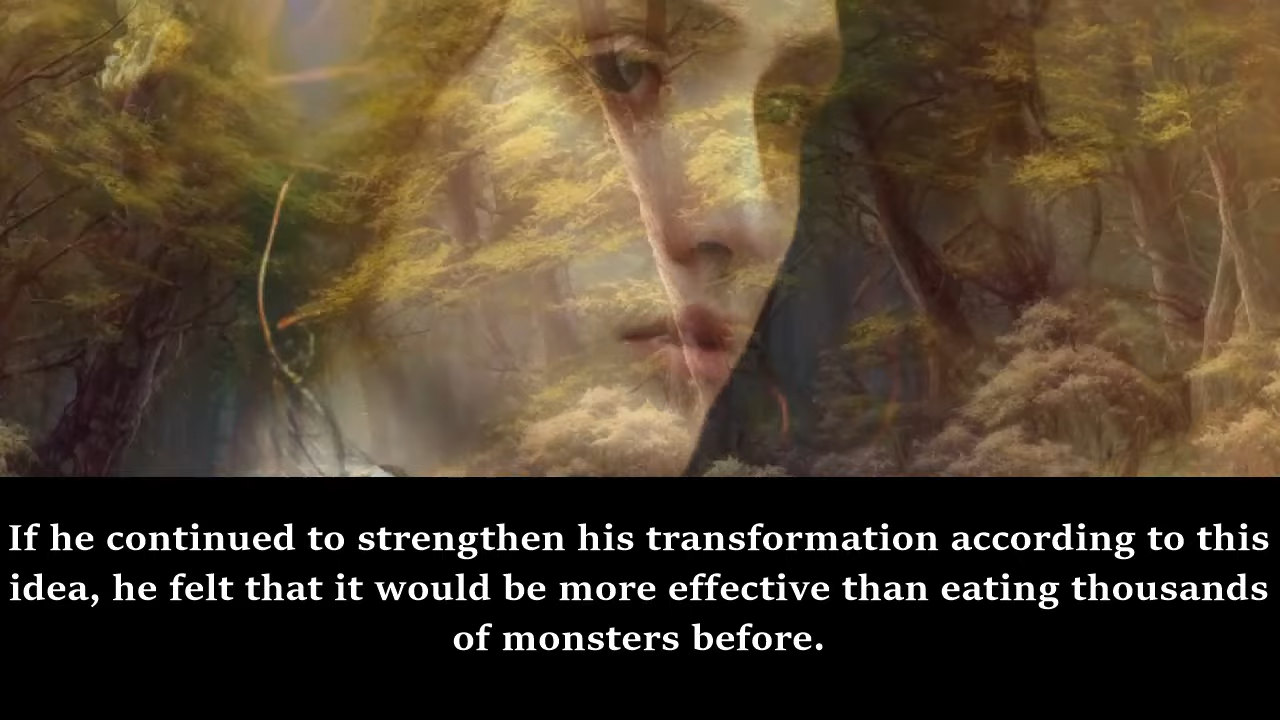 If he continued to strengthen his transformation according to this
idea, he felt that it would be more effective than eating thousands
of monsters before.